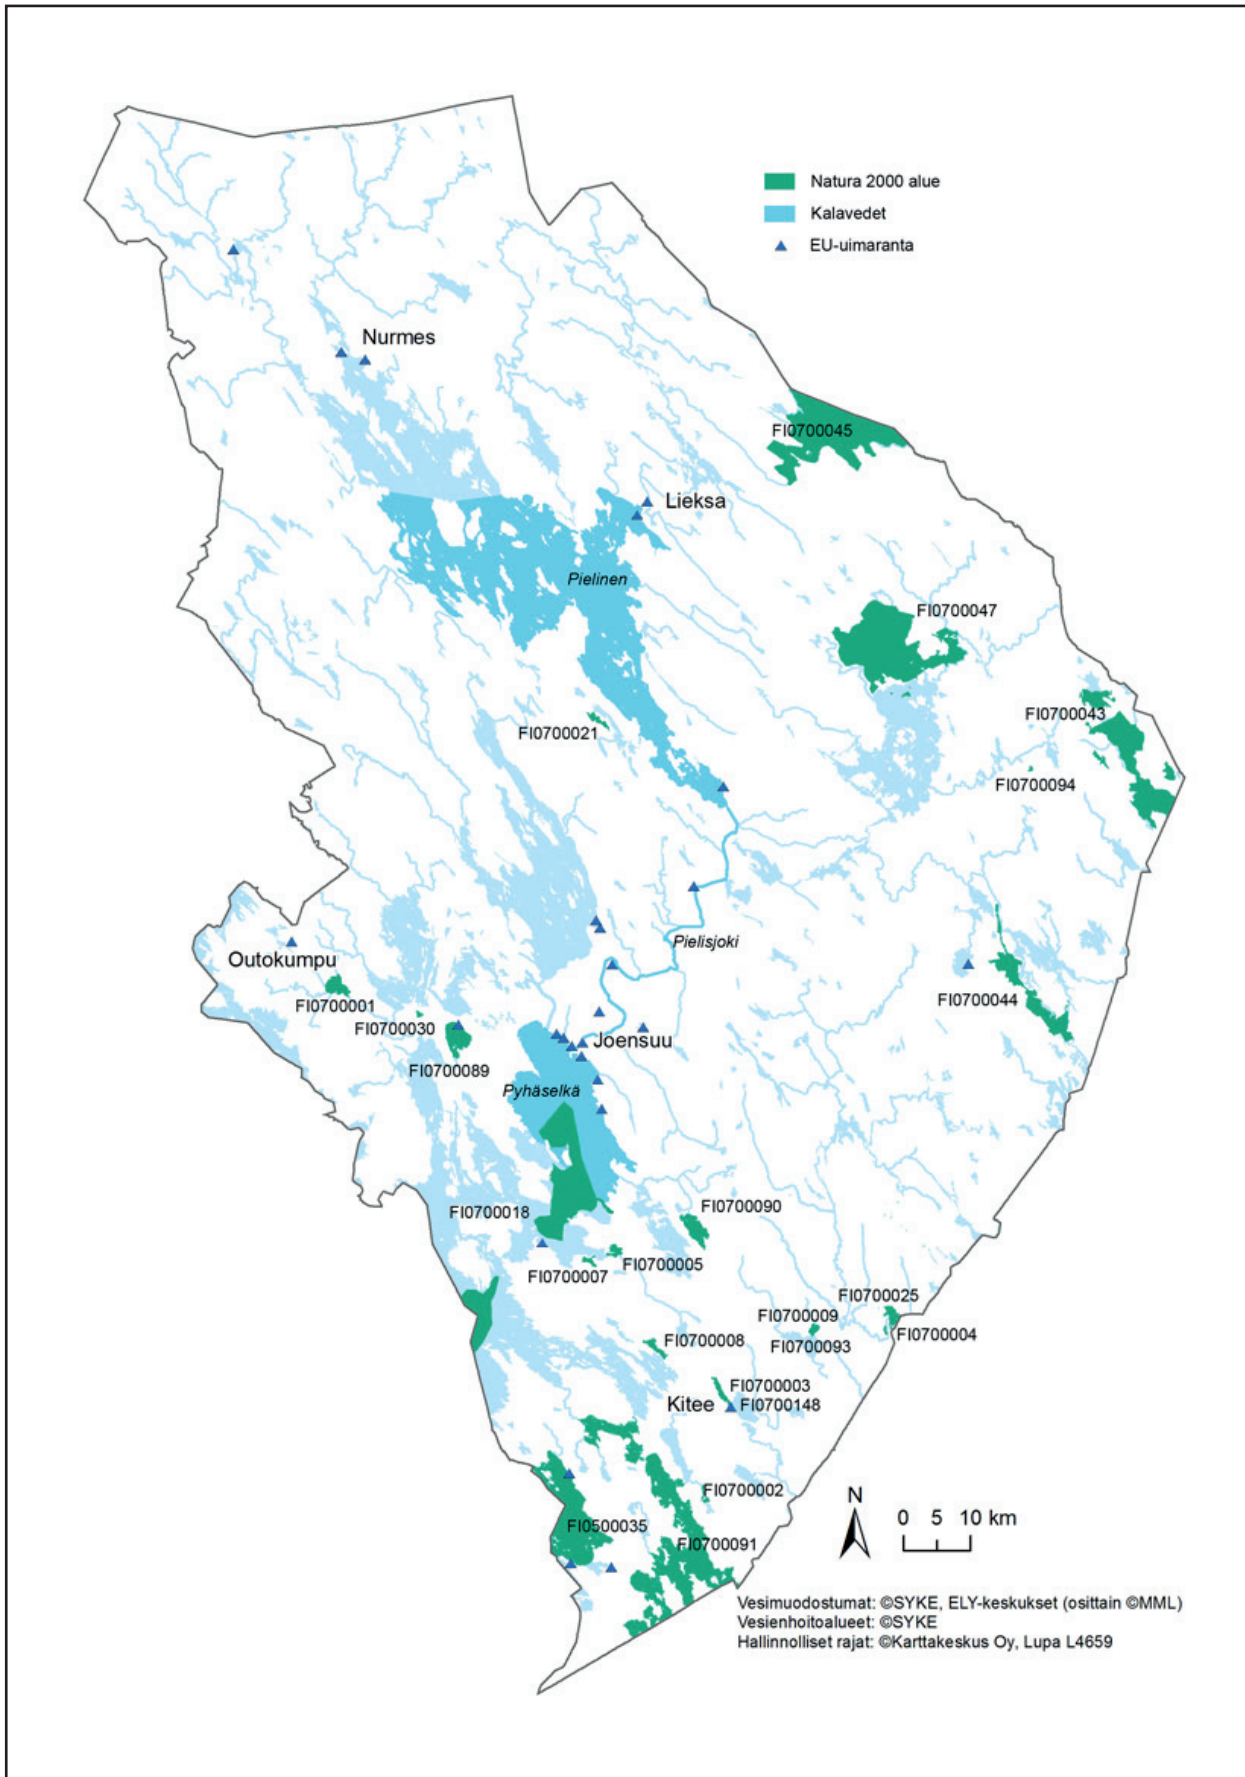 Natura 2000 alue
Kalavedet
EU-uimaranta
Nurmes
FI0700045
Lieksa
Pielinen
FI0700047
FI0700043
FI0700021
FI0700094
Pielisjoki
Outokumpu
FI0700001
FI0700044
FI0700030
Joensuu
FI0700089
Pyhäselkä
FI0700018
FI0700090
FI0700005
FI0700007
FI0700025
FI0700009
FI0700004
FI0700008
FI0700093
FI0700003
Kitee
FI0700148
FI0700002
N
0 5 10 km
FI0500035
FI0700091
Vesimuodostumat: ©SYKE, ELY-keskukset (osittain ©MML)
Vesienhoitoalueet: ©SYKE
Hallinnolliset rajat: ©Karttakeskus Oy, Lupa L4659